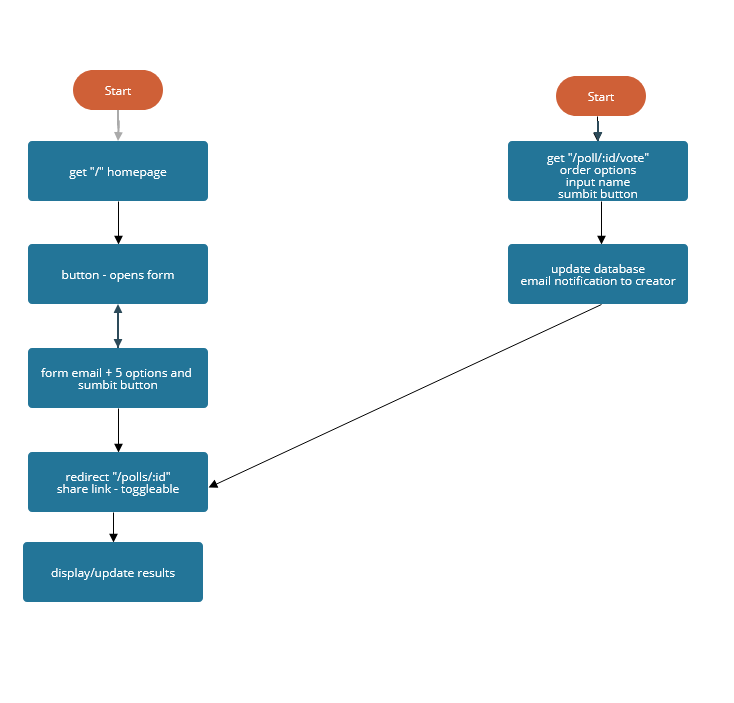 Start
get "/" homepage
button - opens form
form email + 5 options and
sumbit button
redirect "/polls/:id"
share link - toggleable
display/update results
Start
get "/poll/:id/vote"
order options
input name
sumbit button
update database
email notification to creator